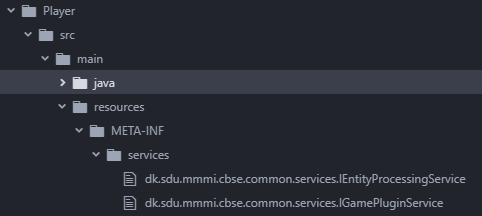 Player
src
main
java
resources
META-INF
services
dk.sdu.mmmi.cbse.common.services.IEntityProcessingService
dk.sdu.mmmi.cbse.common.services.IGamePluginService